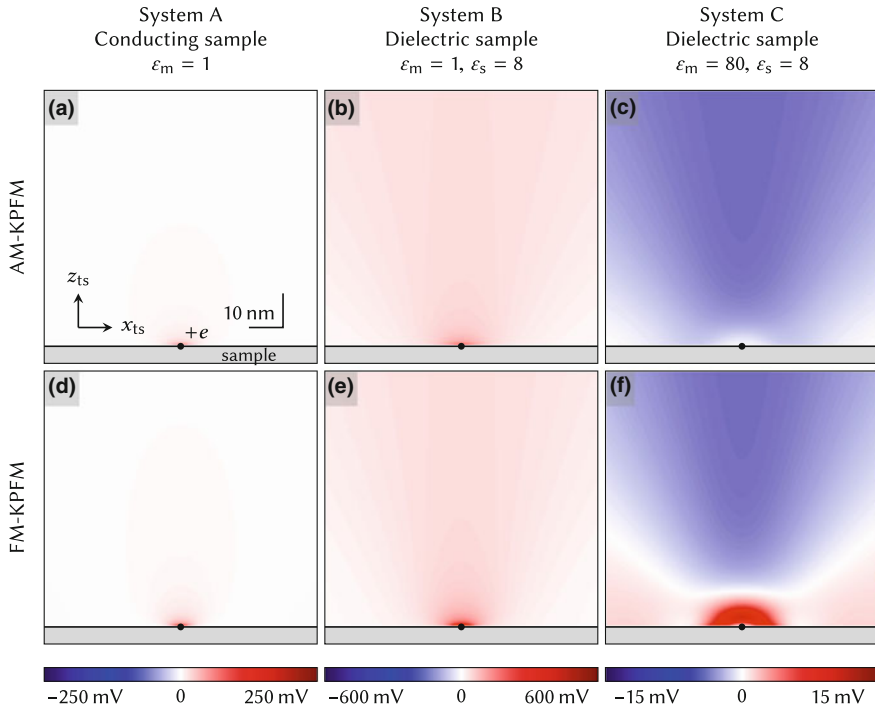 System A
Conducting sample
εm = 1
System B
Dielectric sample
εm = 1, εs = 8
System C
Dielectric sample
εm = 80, εs = 8
AM-KPFM
(a)
(b)
(c)
zts
xts
10 nm
+e
sample
FM-KPFM
(d)
(e)
(f)
−250 mV 0 250 mV
−600 mV 0 600 mV
−15 mV 0 15 mV